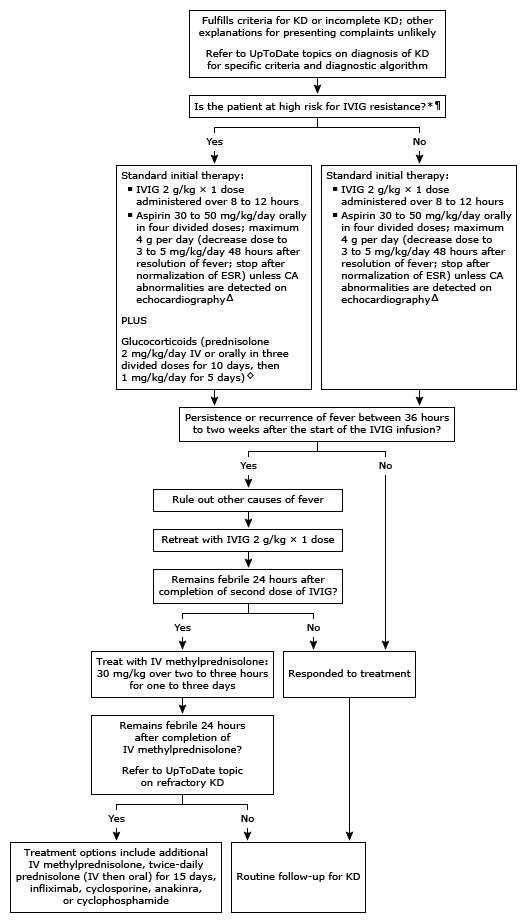 Fulfills criteria for KD or incomplete KD; other
explanations for presenting complaints unlikely
Refer to UpToDate topics on diagnosis of KD
for specific criteria and diagnostic algorithm
Is the patient at high risk for IVIG resistance?*¶
Yes
No
Standard initial therapy:
▪ IVIG 2 g/kg × 1 dose
administered over 8 to 12 hours
▪ Aspirin 30 to 50 mg/kg/day orally
in four divided doses; maximum
4 g per day (decrease dose to
3 to 5 mg/kg/day 48 hours after
resolution of fever; stop after
normalization of ESR) unless CA
abnormalities are detected on
echocardiographyΔ
PLUS
Glucocorticoids (prednisolone
2 mg/kg/day IV or orally in three
divided doses for 10 days, then
1 mg/kg/day for 5 days)◊
Standard initial therapy:
▪ IVIG 2 g/kg × 1 dose
administered over 8 to 12 hours
▪ Aspirin 30 to 50 mg/kg/day orally
in four divided doses; maximum
4 g per day (decrease dose to
3 to 5 mg/kg/day 48 hours after
resolution of fever; stop after
normalization of ESR) unless CA
abnormalities are detected on
echocardiographyΔ
Persistence or recurrence of fever between 36 hours
to two weeks after the start of the IVIG infusion?
Yes
No
Rule out other causes of fever
Retreat with IVIG 2 g/kg × 1 dose
Remains febrile 24 hours after
completion of second dose of IVIG?
Yes
No
Treat with IV methylprednisolone:
30 mg/kg over two to three hours
for one to three days
Responded to treatment
Remains febrile 24 hours
after completion of
IV methylprednisolone?
Refer to UpToDate topic
on refractory KD
Yes
No
Treatment options include additional
IV methylprednisolone, twice-daily
prednisolone (IV then oral) for 15 days,
infliximab, cyclosporine, anakinra,
or cyclophosphamide
Routine follow-up for KD